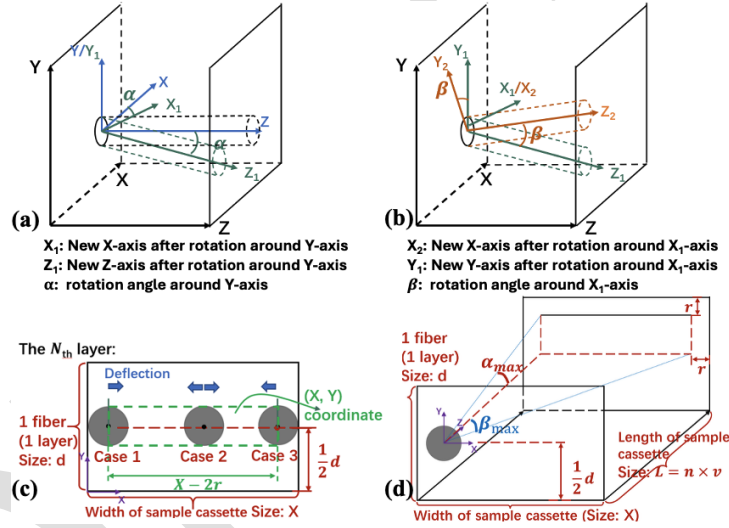 Y
Y/Y₁
X
α
X₁
Z
α
Z₁
X
Z
(a)
X₁: New X-axis after rotation around Y-axis
Z₁: New Z-axis after rotation around Y-axis
α: rotation angle around Y-axis
Y
Y₂
Y₁
β
X₁/X₂
Z₂
β
Z₁
X
Z
(b)
X₂: New X-axis after rotation around X₁-axis
Y₁: New Y-axis after rotation around X₁-axis
β: rotation angle around X₁-axis
The Nth layer:
Deflection
(X, Y)
coordinate
1 fiber
(1 layer)
Size: d
Case 1
Case 2
Case 3
1/2 d
X − 2r
Y
X
(c)
Width of sample cassette Size: X
1 fiber
(1 layer)
Size: d
r
r
αmax
βmax
Y
Z
X
1/2 d
Length of sample
cassette
Size: L = n × v
(d)
Width of sample cassette (Size: X)